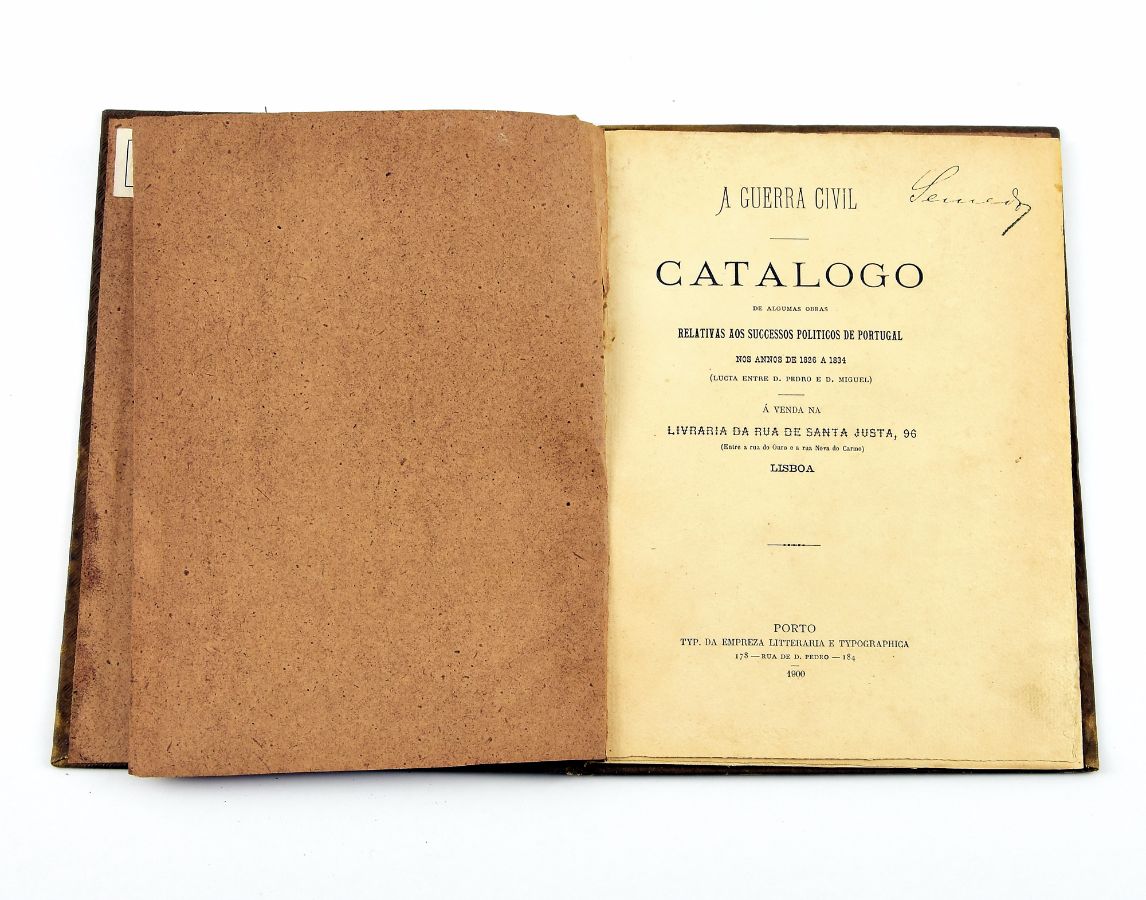 A GUERRA CIVIL
Semedo
CATALOGO
DE ALGUMAS OBRAS
RELATIVAS AOS SUCCESSOS POLITICOS DE PORTUGAL
NOS ANNOS DE 1826 A 1834
(LUCTA ENTRE D. PEDRO E D. MIGUEL)
Á VENDA NA
LIVRARIA DA RUA DE SANTA JUSTA, 96
(Entre a rua do Ouro e a rua Nova do Carmo)
LISBOA
PORTO
TYP. DA EMPREZA LITTERARIA E TYPOGRAPHICA
178 — RUA DE D. PEDRO — 184
1900